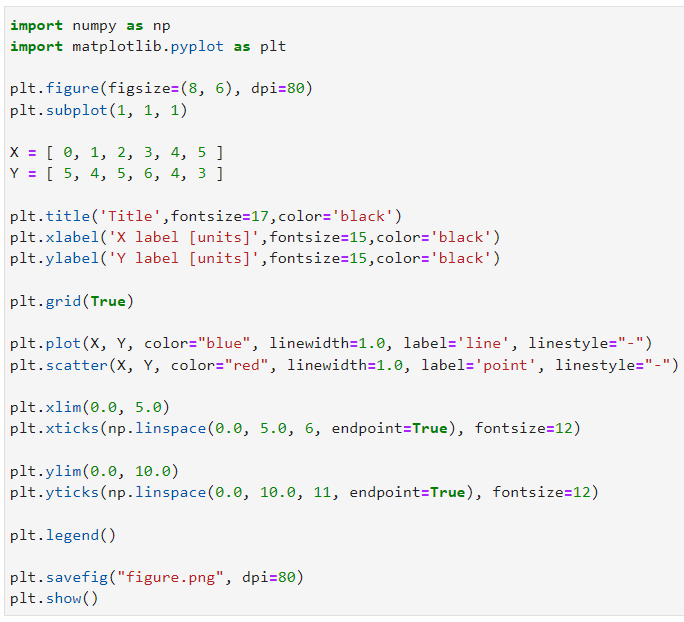 import numpy as np
import matplotlib.pyplot as plt
plt.figure(figsize=(8, 6), dpi=80)
plt.subplot(1, 1, 1)
X = [ 0, 1, 2, 3, 4, 5 ]
Y = [ 5, 4, 5, 6, 4, 3 ]
plt.title('Title',fontsize=17,color='black')
plt.xlabel('X label [units]',fontsize=15,color='black')
plt.ylabel('Y label [units]',fontsize=15,color='black')
plt.grid(True)
plt.plot(X, Y, color="blue", linewidth=1.0, label='line', linestyle="-")
plt.scatter(X, Y, color="red", linewidth=1.0, label='point', linestyle="-")
plt.xlim(0.0, 5.0)
plt.xticks(np.linspace(0.0, 5.0, 6, endpoint=True), fontsize=12)
plt.ylim(0.0, 10.0)
plt.yticks(np.linspace(0.0, 10.0, 11, endpoint=True), fontsize=12)
plt.legend()
plt.savefig("figure.png", dpi=80)
plt.show()